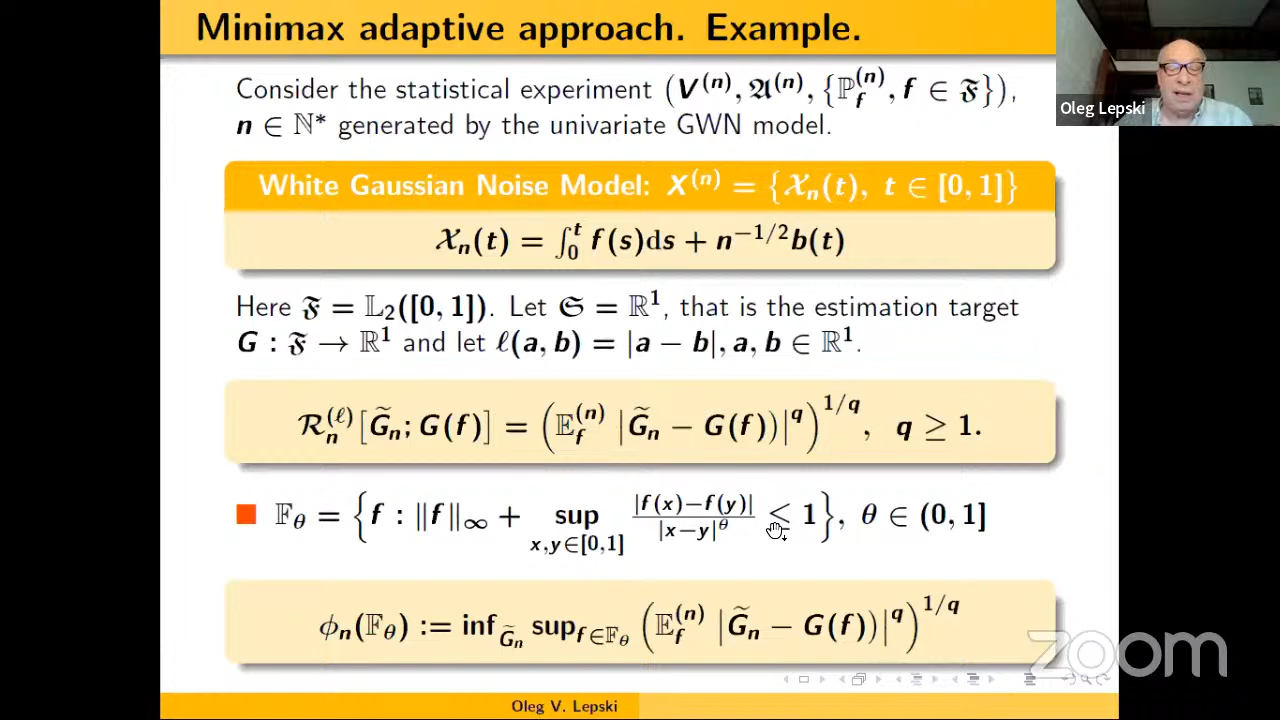 Minimax adaptive approach. Example.
Consider the statistical experiment (V^{(n)}, 𝔄^{(n)}, {ℙ_f^{(n)}, f ∈ 𝔉}),
n ∈ ℕ* generated by the univariate GWN model.
White Gaussian Noise Model: X^{(n)} = {𝒳_n(t), t ∈ [0, 1]}
𝒳_n(t) = ∫_0^t f(s)ds + n^{-1/2}b(t)
Here 𝔉 = 𝕃_2([0, 1]). Let 𝔖 = ℝ^1, that is the estimation target
G : 𝔉 → ℝ^1 and let ℓ(a, b) = |a − b|, a, b ∈ ℝ^1.
ℛ_n^{(ℓ)}[G̃_n; G(f)] = (𝔼_f^{(n)} |G̃_n − G(f))|^q)^{1/q}, q ≥ 1.
𝔽_θ = {f : ‖f‖_∞ + sup_{x,y∈[0,1]} |f(x)−f(y)| / |x−y|^θ ≤ 1}, θ ∈ (0, 1]
ϕ_n(𝔽_θ) := inf_{G̃_n} sup_{f∈𝔽_θ} (𝔼_f^{(n)} |G̃_n − G(f))|^q)^{1/q}
Oleg V. Lepski
Oleg Lepski
zoom